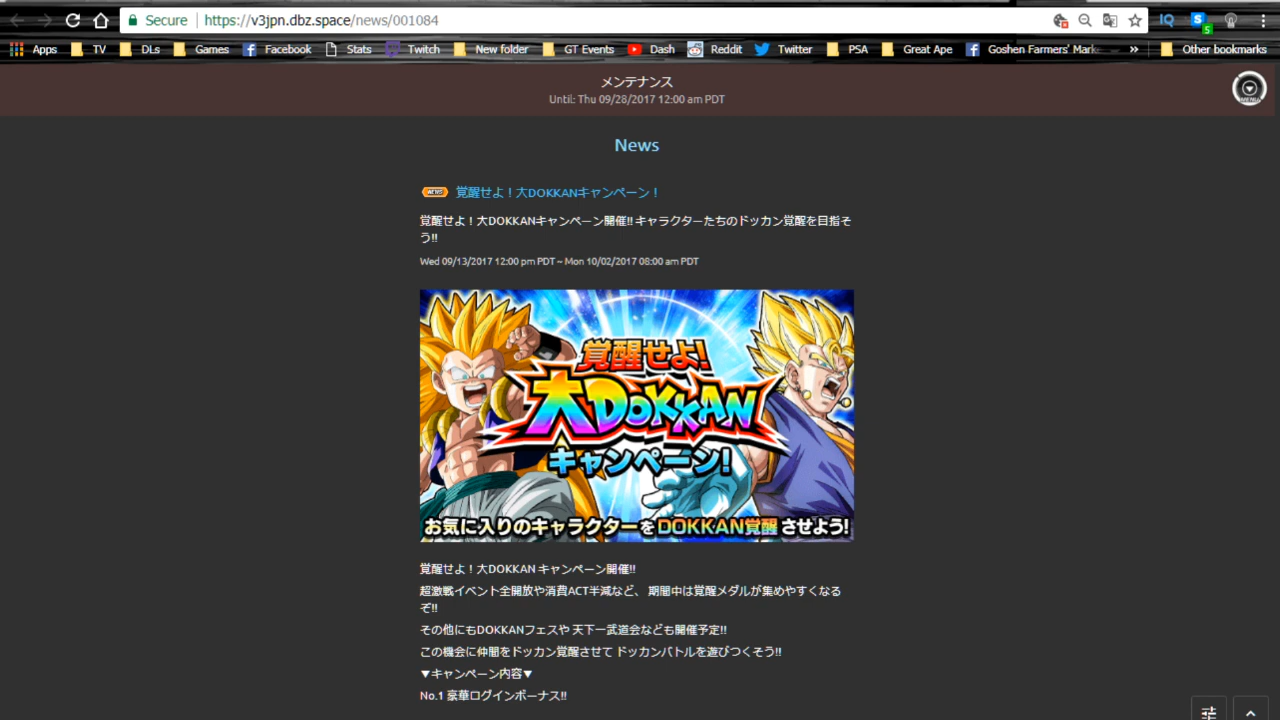 Secure | https://v3jpn.dbz.space/news/001084
IQ
S
5
Apps TV DLs Games Facebook Stats Twitch New folder GT Events Dash Reddit Twitter PSA Great Ape Goshen Farmers' Mark » Other bookmarks
メンテナンス
Until: Thu 09/28/2017 12:00 am PDT
MENU
News
NEWS 覚醒せよ！大DOKKANキャンペーン！
覚醒せよ！大DOKKANキャンペーン開催!! キャラクターたちのドッカン覚醒を目指そ
う!!
Wed 09/13/2017 12:00 pm PDT ~ Mon 10/02/2017 08:00 am PDT
覚醒せよ!
大DOKKAN
キャンペーン!
お気に入りのキャラクターをDOKKAN覚醒させよう!
覚醒せよ！大DOKKAN キャンペーン開催!!
超激戦イベント全開放や消費ACT半減など、 期間中は覚醒メダルが集めやすくなる
ぞ!!
その他にもDOKKANフェスや 天下一武道会なども開催予定!!
この機会に仲間をドッカン覚醒させて ドッカンバトルを遊びつくそう!!
▼キャンペーン内容▼
No.1 豪華ログインボーナス!!